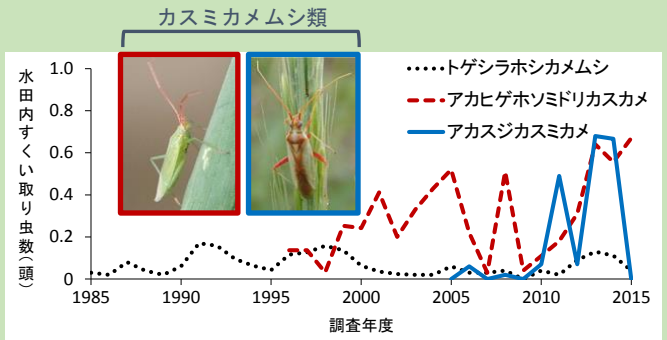 カスミカメムシ類
トゲシラホシカメムシ
アカヒゲホソミドリカスカメ
アカスジカスミカメ
水田内すくい取り虫数(頭)
1.0
0.8
0.6
0.4
0.2
0
1985
1990
1995
2000
2005
2010
2015
調査年度